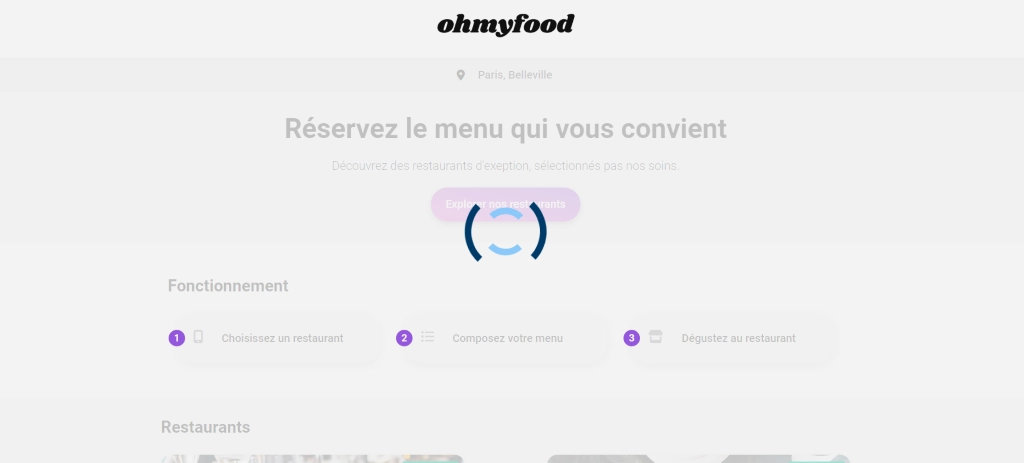 ohmyfood
Paris, Belleville
Réservez le menu qui vous convient
Découvrez des restaurants d'exeption, sélectionnés pas nos soins.
Explorer nos restaurants
Fonctionnement
1 Choisissez un restaurant
2 Composez votre menu
3 Dégustez au restaurant
Restaurants